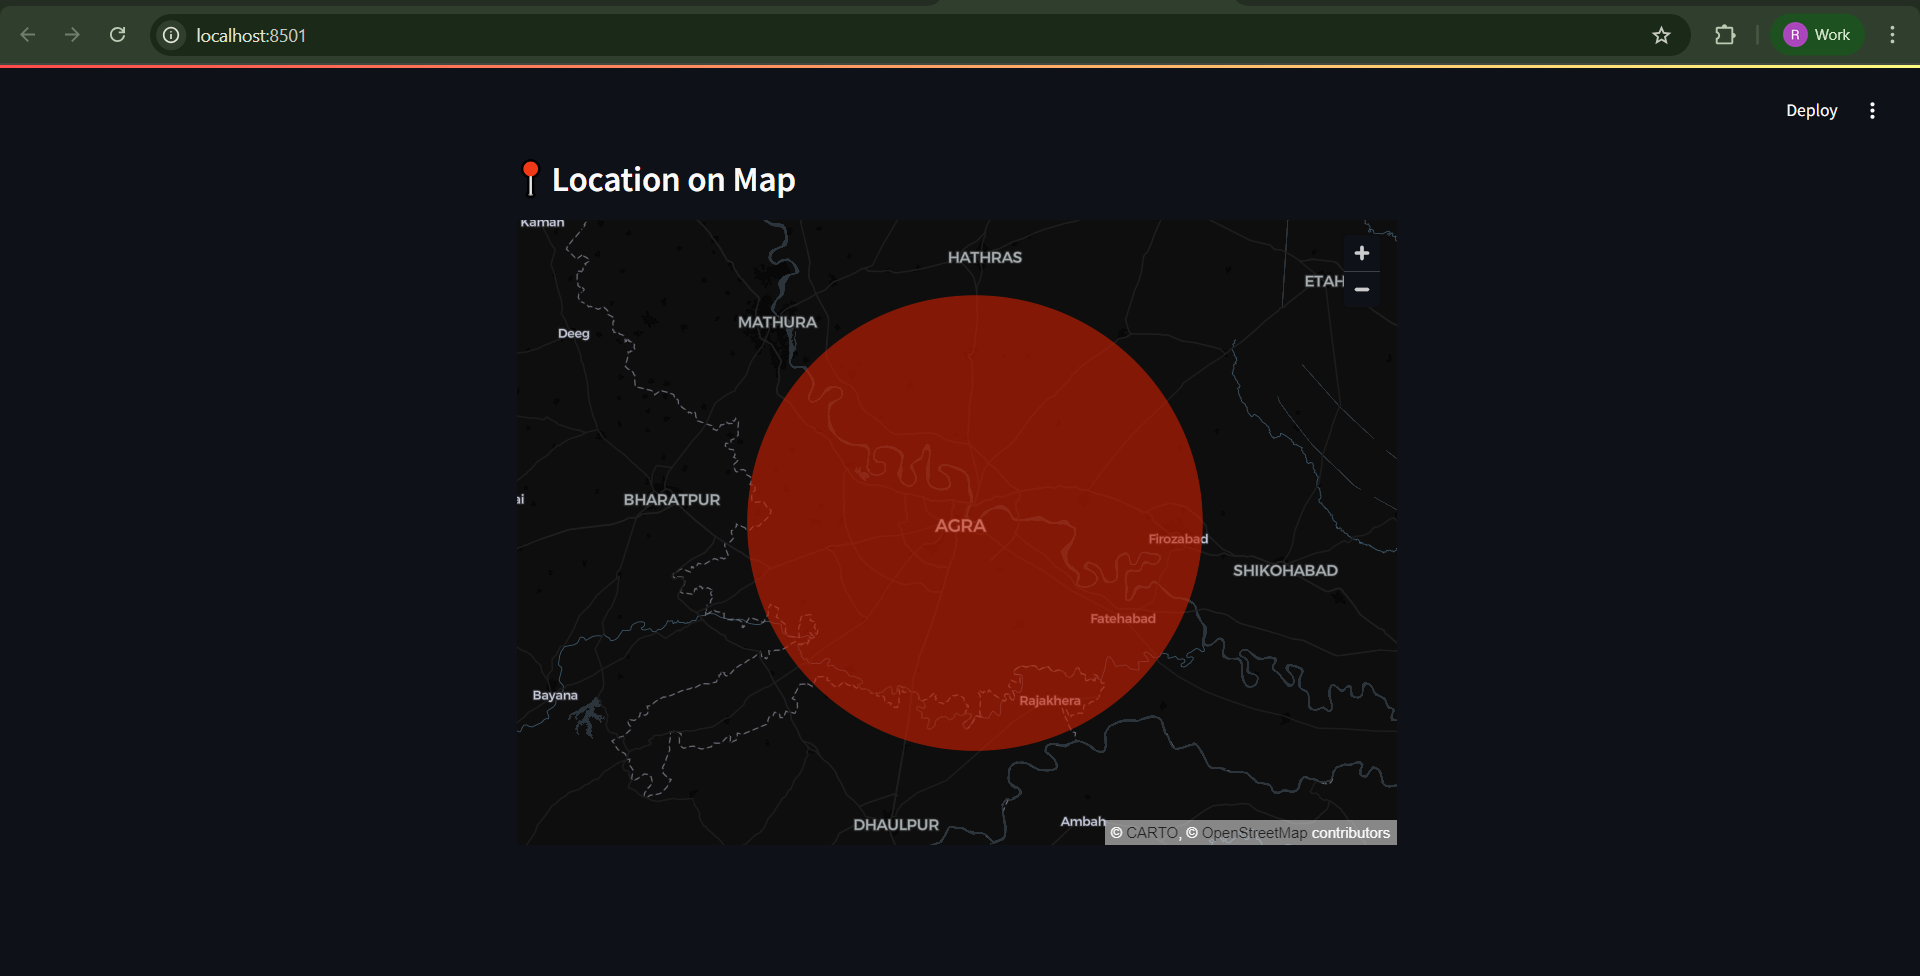 localhost:8501
R Work
Deploy
Location on Map
Kaman
HATHRAS
ETAH
MATHURA
Deeg
BHARATPUR
AGRA
Firozabad
SHIKOHABAD
Fatehabad
Bayana
Rajakhera
DHAULPUR
Ambah
© CARTO, © OpenStreetMap contributors